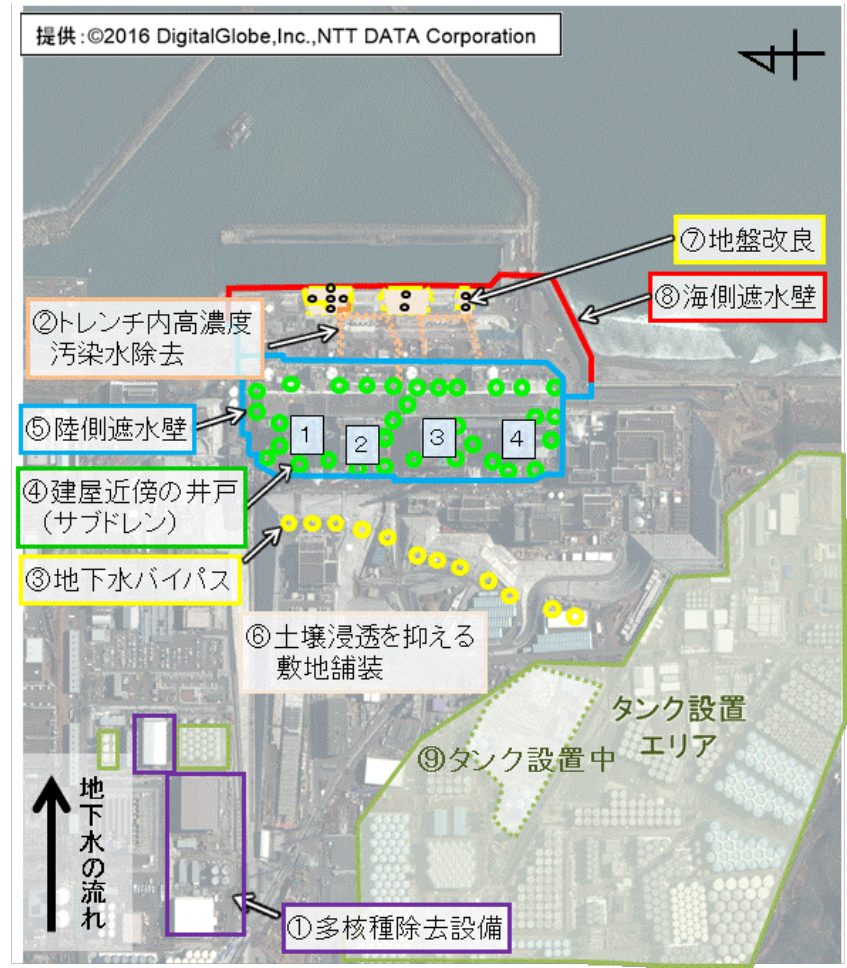 提供:©2016 DigitalGlobe,Inc.,NTT DATA Corporation
⑦地盤改良
⑧海側遮水壁
②トレンチ内高濃度
汚染水除去
⑤陸側遮水壁
1
2
3
4
④建屋近傍の井戸
(サブドレン)
③地下水バイパス
⑥土壌浸透を抑える
敷地舗装
タンク設置
エリア
⑨タンク設置中
地下水の流れ
①多核種除去設備